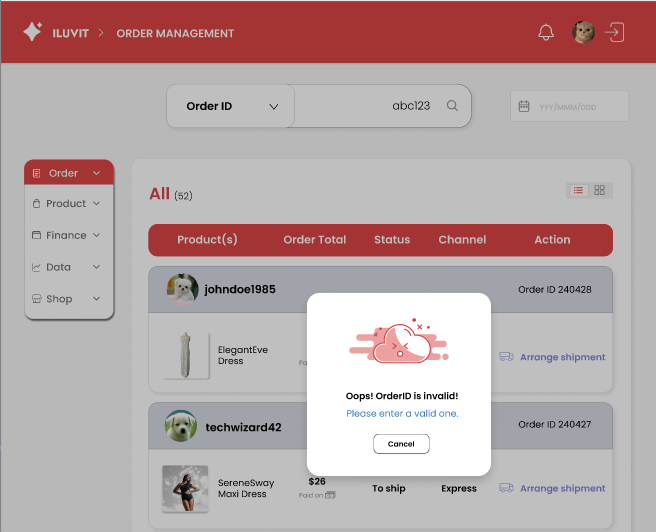 ILUVIT > ORDER MANAGEMENT
Order ID
abc123
YYY/MMM/DDD
Order
Product
Finance
Data
Shop
All (52)
Product(s) Order Total Status Channel Action
johndoe1985
Order ID 240428
ElegantEve
Dress
Arrange shipment
Oops! OrderID is invalid!
Please enter a valid one.
Cancel
techwizard42
Order ID 240427
SereneSway
Maxi Dress
$26
Paid on
To ship
Express
Arrange shipment